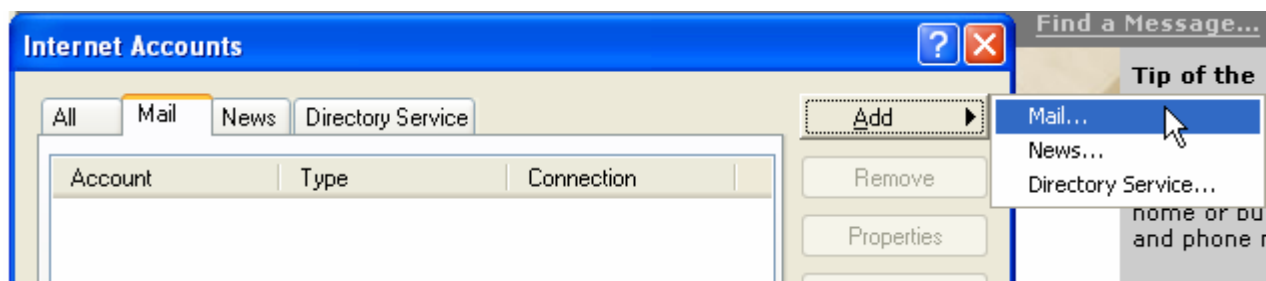 Internet Accounts
Find a Message...
Tip of the
All Mail News Directory Service
Add
Mail...
News...
Directory Service...
Account Type Connection
Remove
Properties
home or bu
and phone